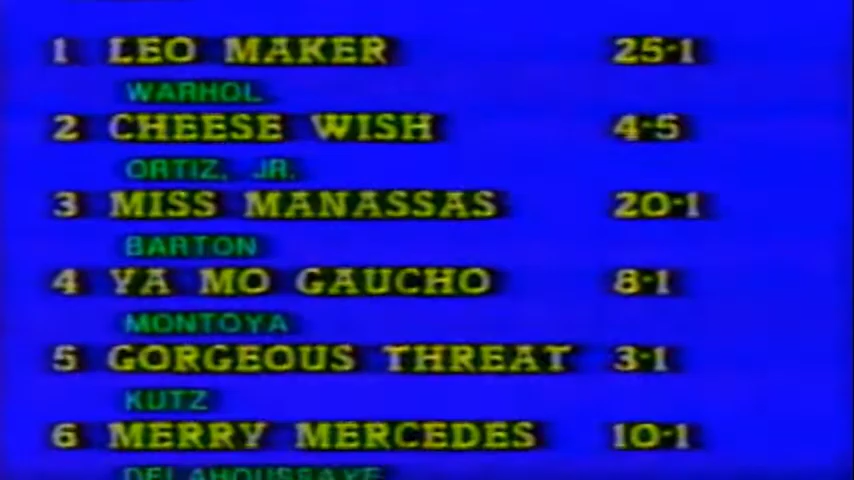 1 LEO MAKER 25-1
WARHOL
2 CHEESE WISH 4-5
ORTIZ, JR.
3 MISS MANASSAS 20-1
BARTON
4 YA MO GAUCHO 8-1
MONTOYA
5 GORGEOUS THREAT 3-1
KUTZ
6 MERRY MERCEDES 10-1
DELAHOUSSAYE